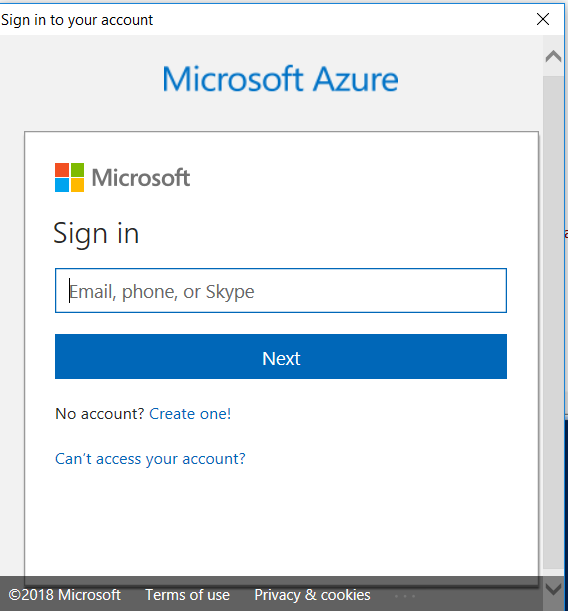 Sign in to your account
Microsoft Azure
Microsoft
Sign in
Email, phone, or Skype
Next
No account? Create one!
Can't access your account?
©2018 Microsoft Terms of use Privacy & cookies ...